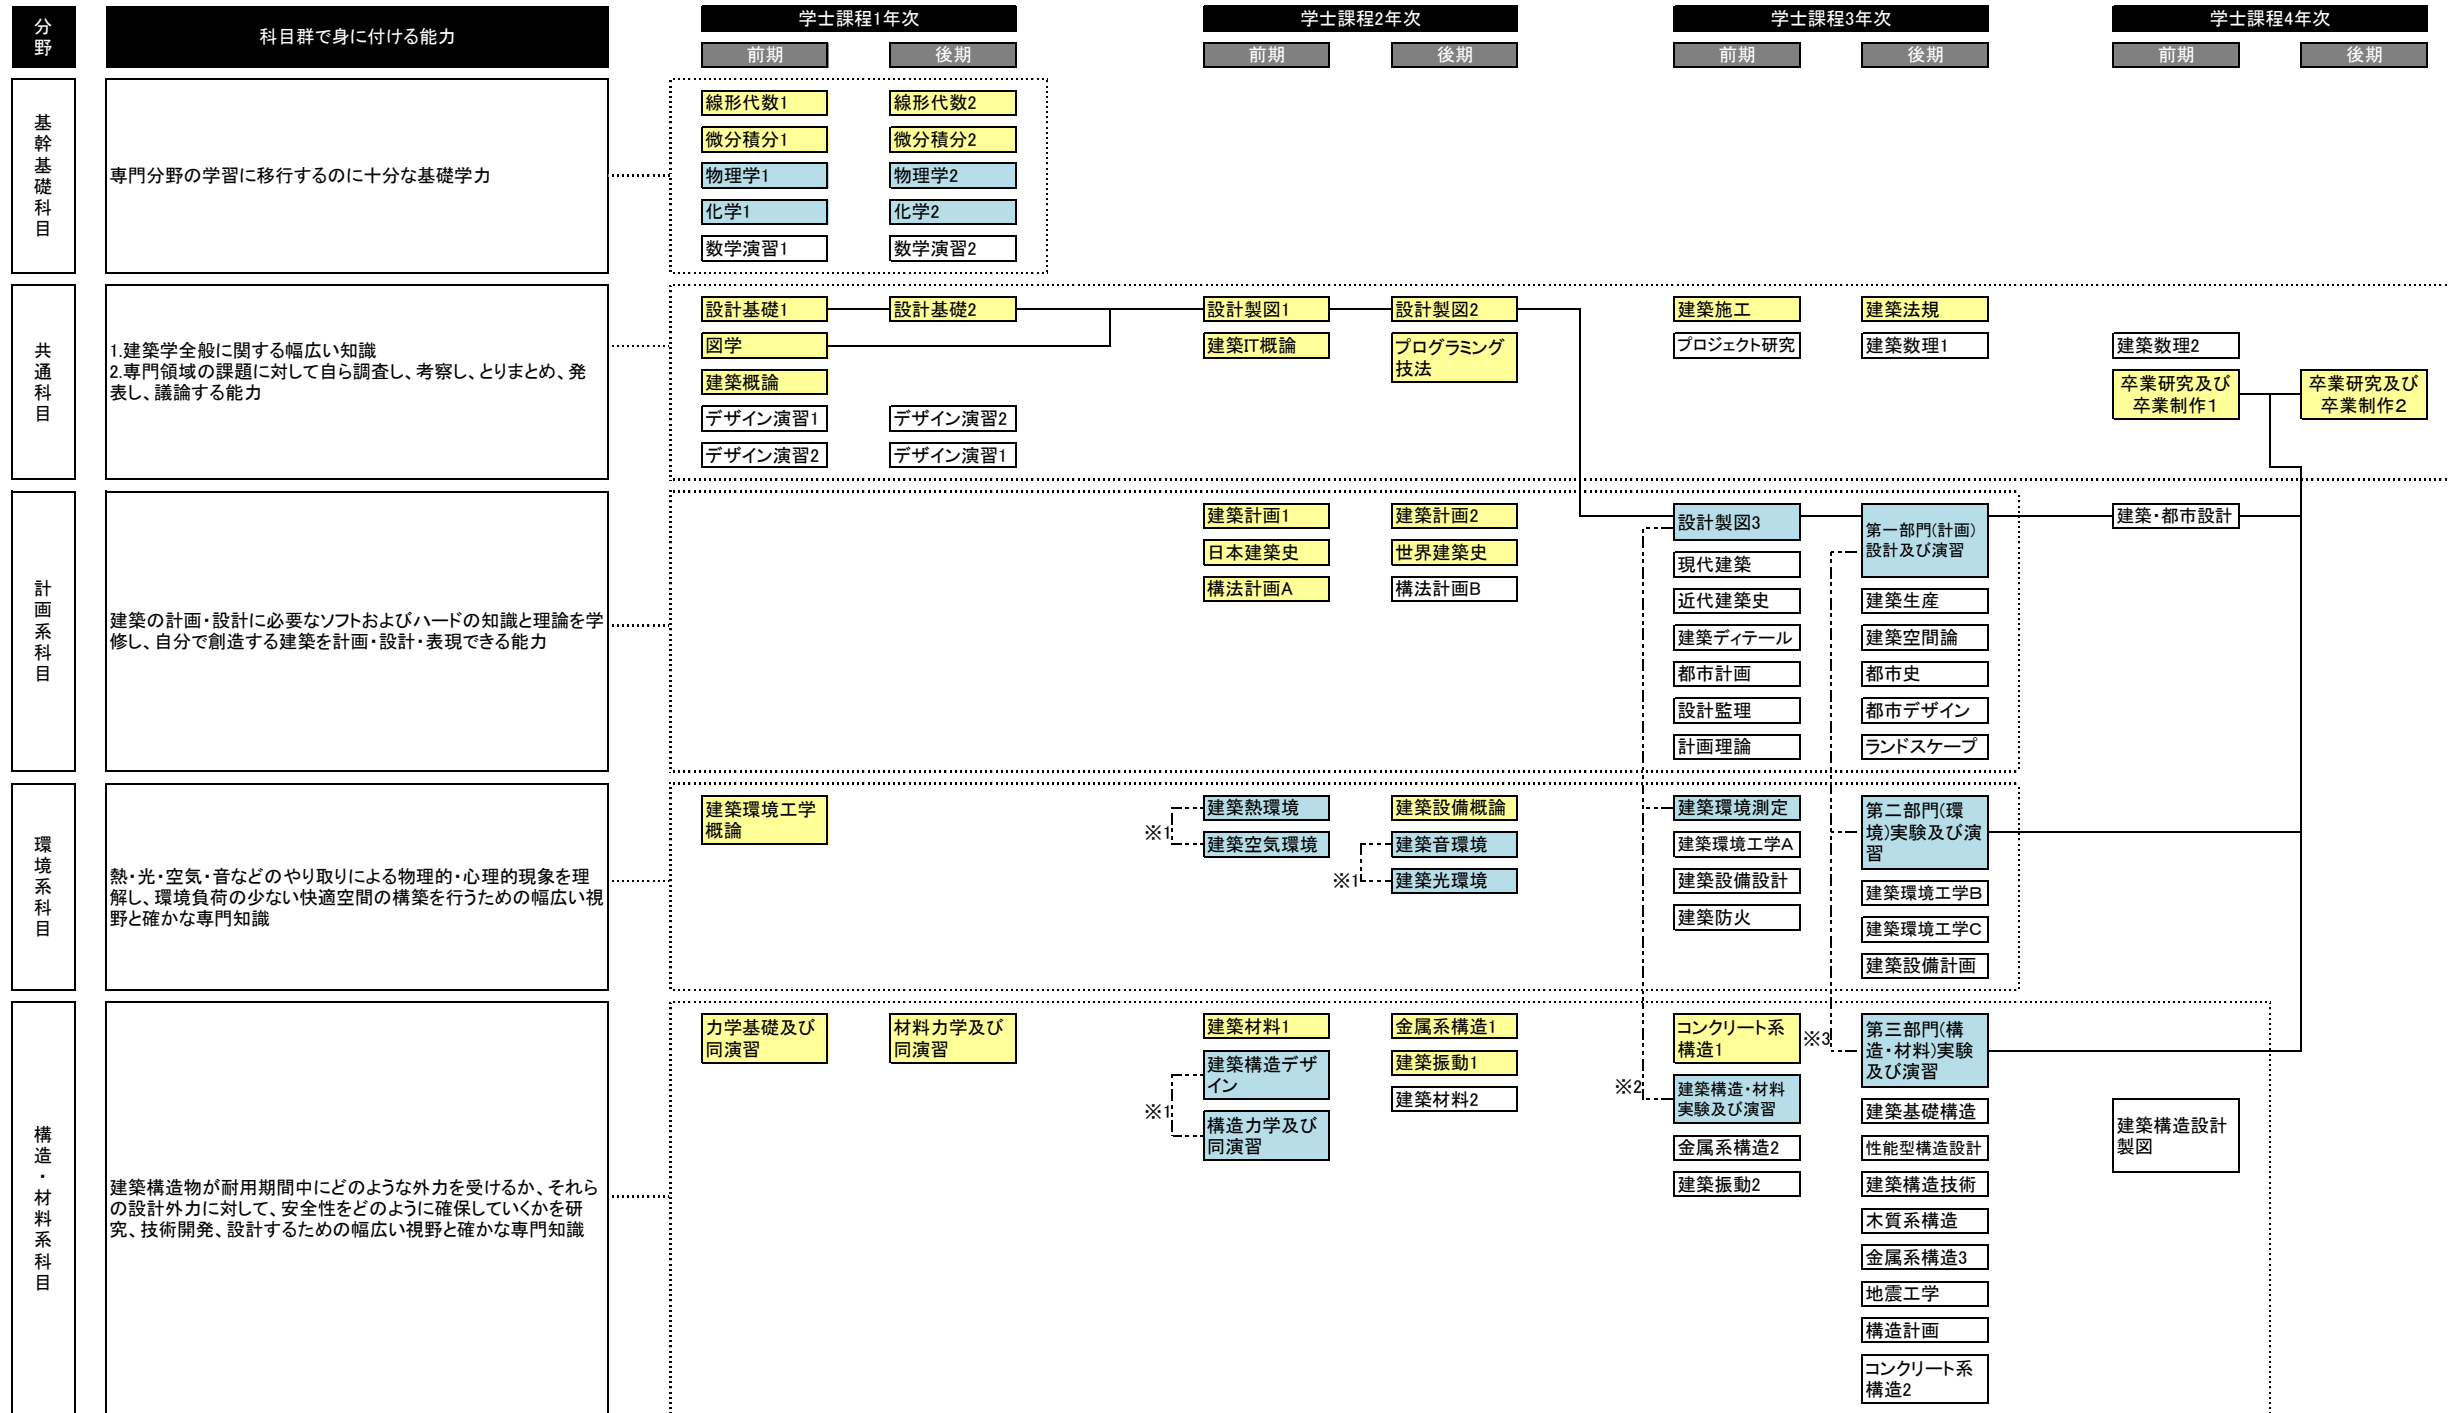 分野
科目群で身に付ける能力
学士課程1年次
学士課程2年次
学士課程3年次
学士課程4年次
前期
後期
前期
後期
前期
後期
前期
後期
基幹基礎科目
専門分野の学習に移行するのに十分な基礎学力
線形代数1
線形代数2
微分積分1
微分積分2
物理学1
物理学2
化学1
化学2
数学演習1
数学演習2
共通科目
1.建築学全般に関する幅広い知識
2.専門領域の課題に対して自ら調査し、考察し、とりまとめ、発
表し、議論する能力
設計基礎1
設計基礎2
設計製図1
設計製図2
建築施工
建築法規
図学
建築IT概論
プログラミング
技法
プロジェクト研究
建築数理1
建築数理2
建築概論
卒業研究及び
卒業制作1
卒業研究及び
卒業制作2
デザイン演習1
デザイン演習2
デザイン演習2
デザイン演習1
計画系科目
建築の計画・設計に必要なソフトおよびハードの知識と理論を学
修し、自分で創造する建築を計画・設計・表現できる能力
建築計画1
建築計画2
設計製図3
第一部門(計画)
設計及び演習
建築・都市設計
日本建築史
世界建築史
現代建築
構法計画A
構法計画B
近代建築史
建築生産
建築ディテール
建築空間論
都市計画
都市史
設計監理
都市デザイン
計画理論
ランドスケープ
環境系科目
熱・光・空気・音などのやり取りによる物理的・心理的現象を理
解し、環境負荷の少ない快適空間の構築を行うための幅広い視
野と確かな専門知識
建築環境工学
概論
※1
建築熱環境
建築空気環境
建築設備概論
※1
建築音環境
建築光環境
建築環境測定
建築環境工学A
建築設備設計
建築防火
第二部門(環
境)実験及び演
習
建築環境工学B
建築環境工学C
建築設備計画
構造・材料系科目
建築構造物が耐用期間中にどのような外力を受けるか、それら
の設計外力に対して、安全性をどのように確保していくかを研
究、技術開発、設計するための幅広い視野と確かな専門知識
力学基礎及び
同演習
材料力学及び
同演習
建築材料1
※1
建築構造デザ
イン
構造力学及び
同演習
金属系構造1
建築振動1
建築材料2
コンクリート系
構造1
※2
建築構造・材料
実験及び演習
金属系構造2
建築振動2
※3
第三部門(構
造・材料)実験
及び演習
建築基礎構造
性能型構造設計
建築構造技術
木質系構造
金属系構造3
地震工学
構造計画
コンクリート系
構造2
建築構造設計
製図